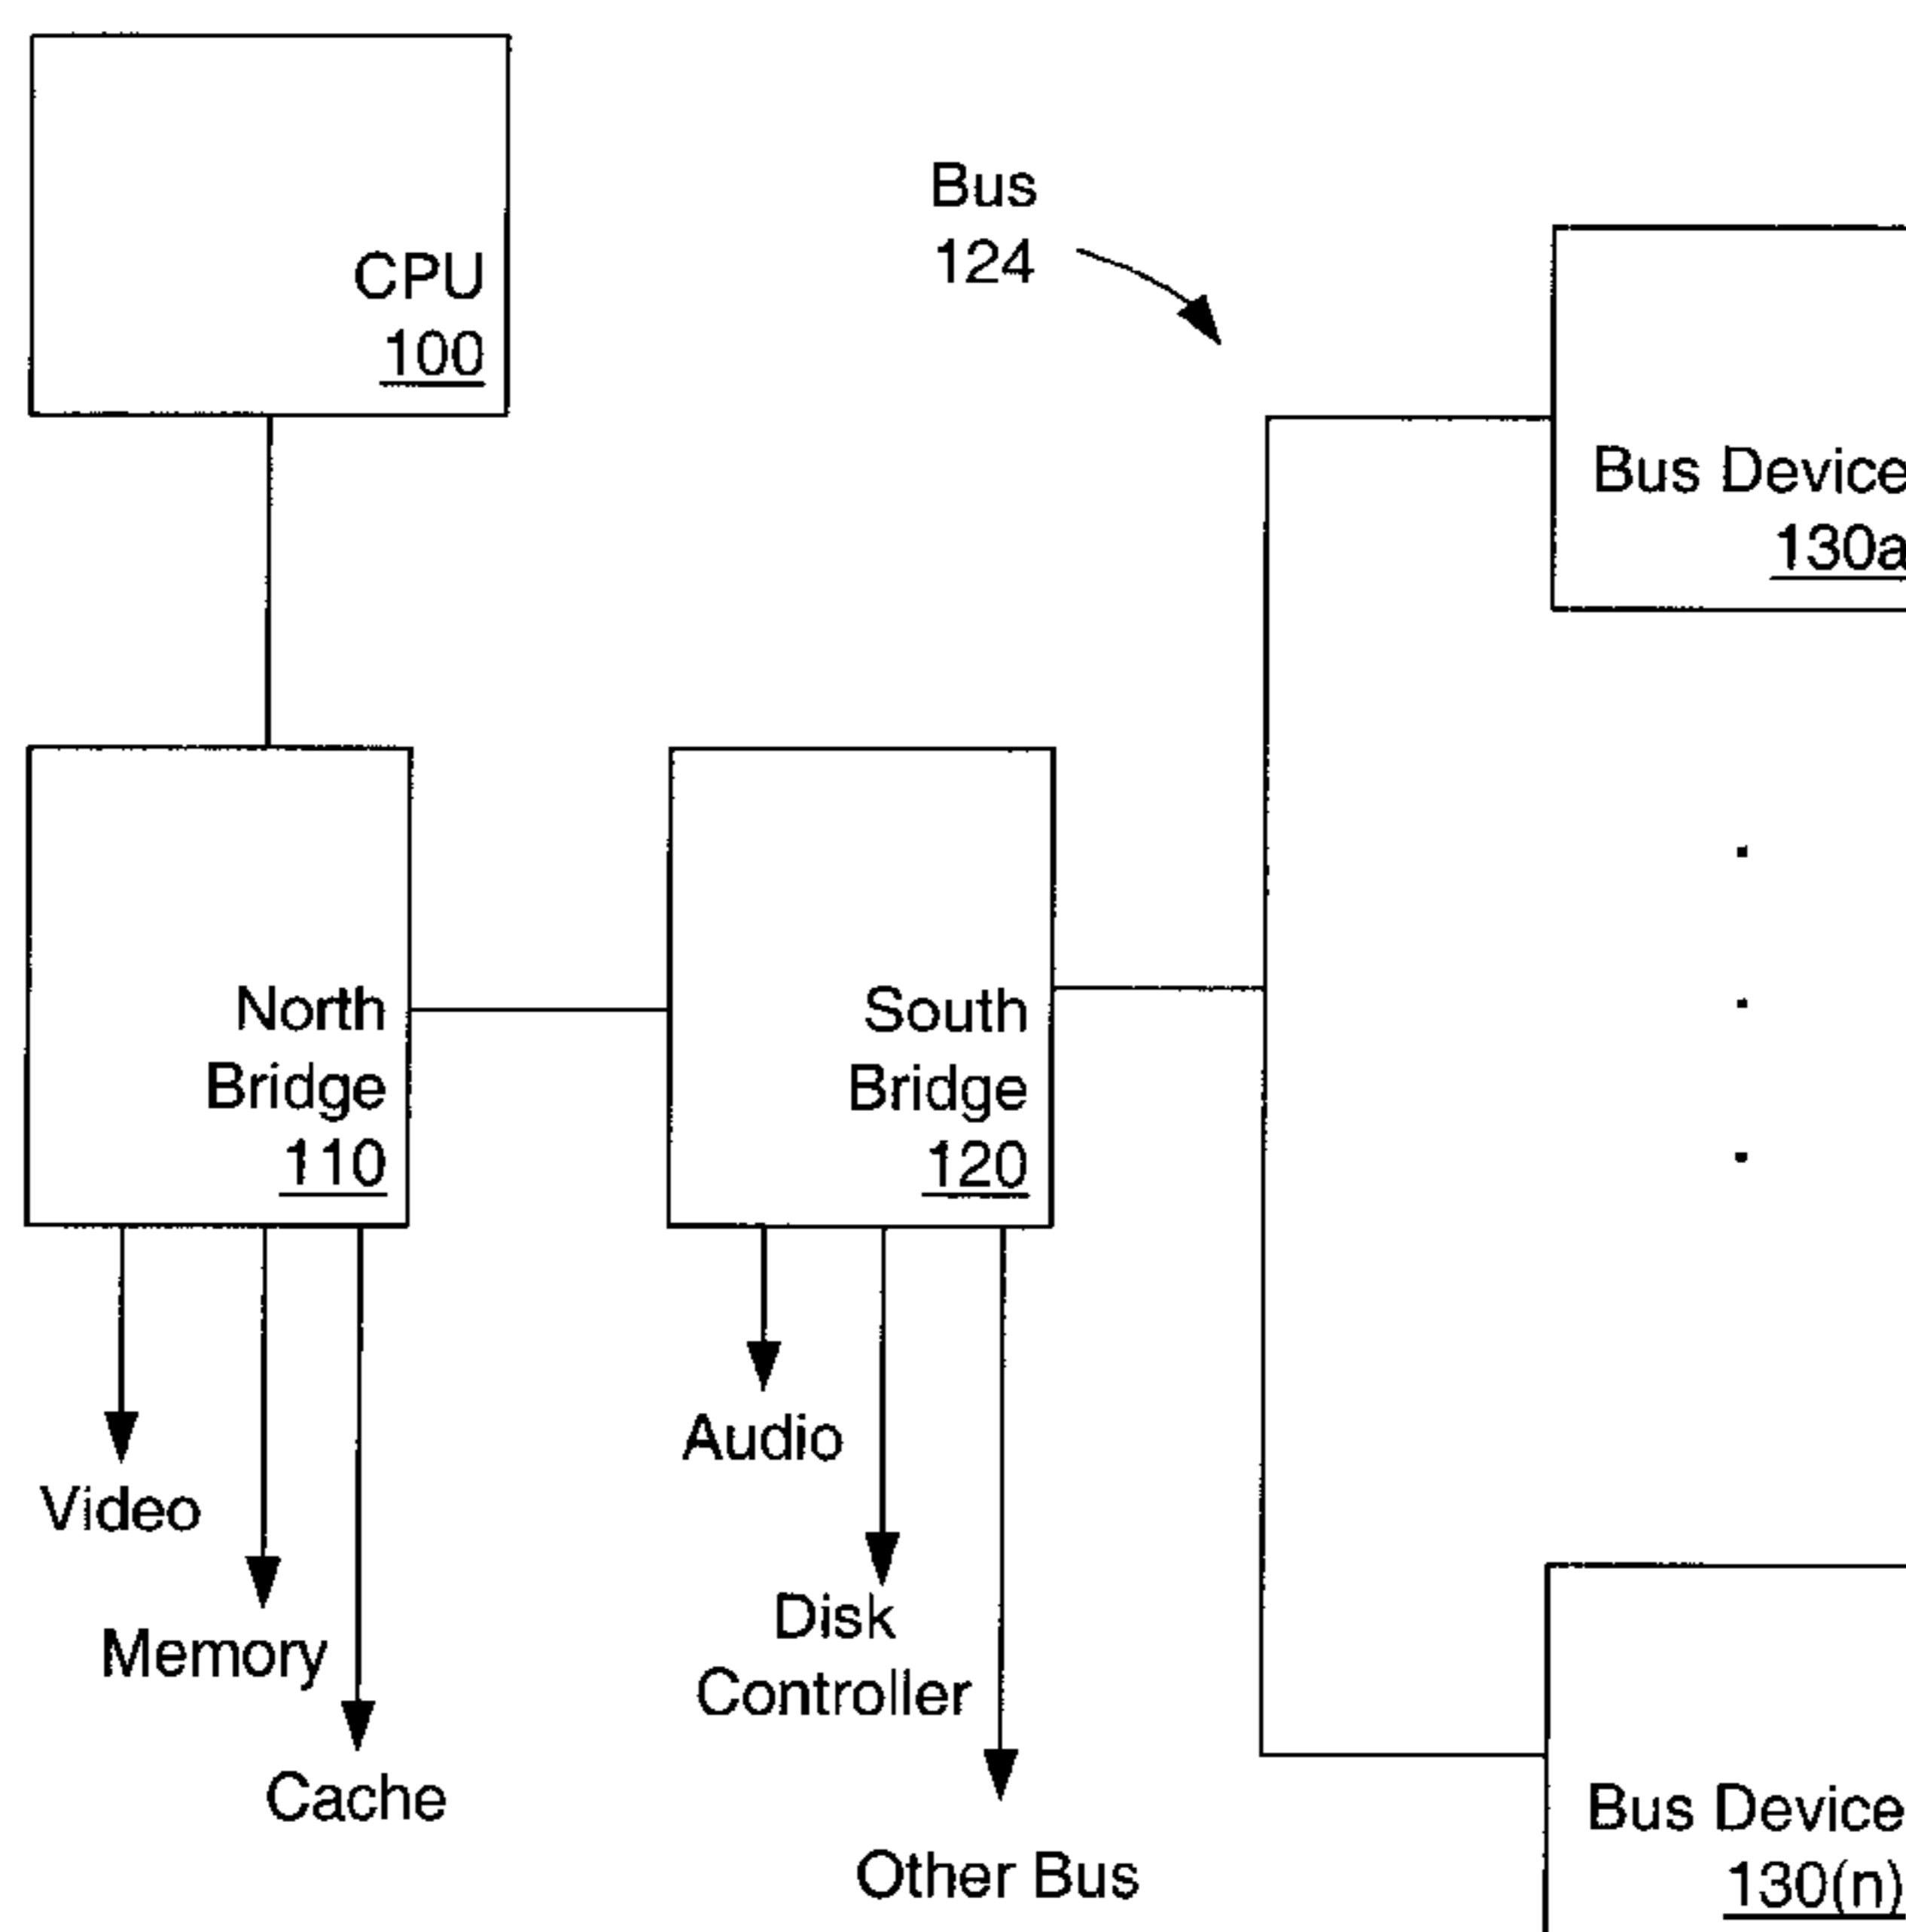 CPU
100
Bus
124
Bus Device
130a
North
Bridge
110
South
Bridge
120
Video
Memory
Cache
Audio
Disk
Controller
Other Bus
Bus Device
130(n)